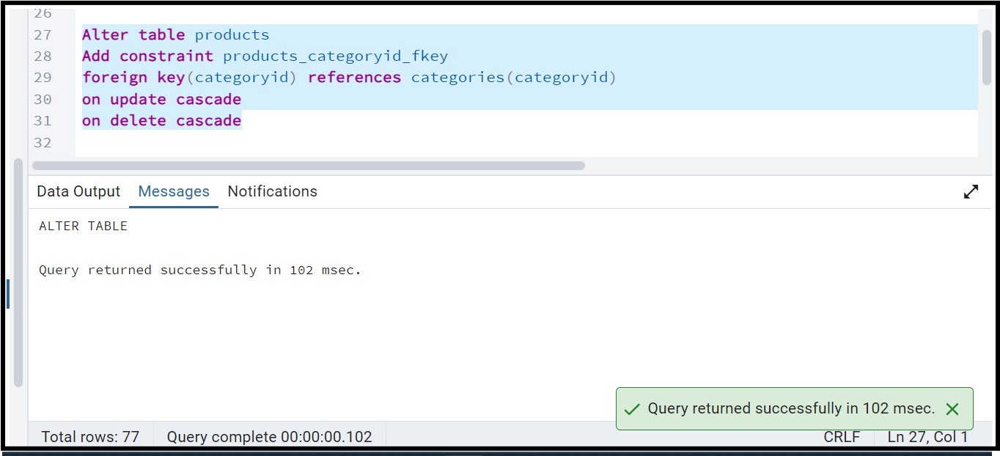 26
27 Alter table products
28 Add constraint products_categoryid_fkey
29 foreign key(categoryid) references categories(categoryid)
30 on update cascade
31 on delete cascade
32
Data Output Messages Notifications
ALTER TABLE
Query returned successfully in 102 msec.
Query returned successfully in 102 msec.
Total rows: 77 Query complete 00:00:00.102 CRLF Ln 27, Col 1